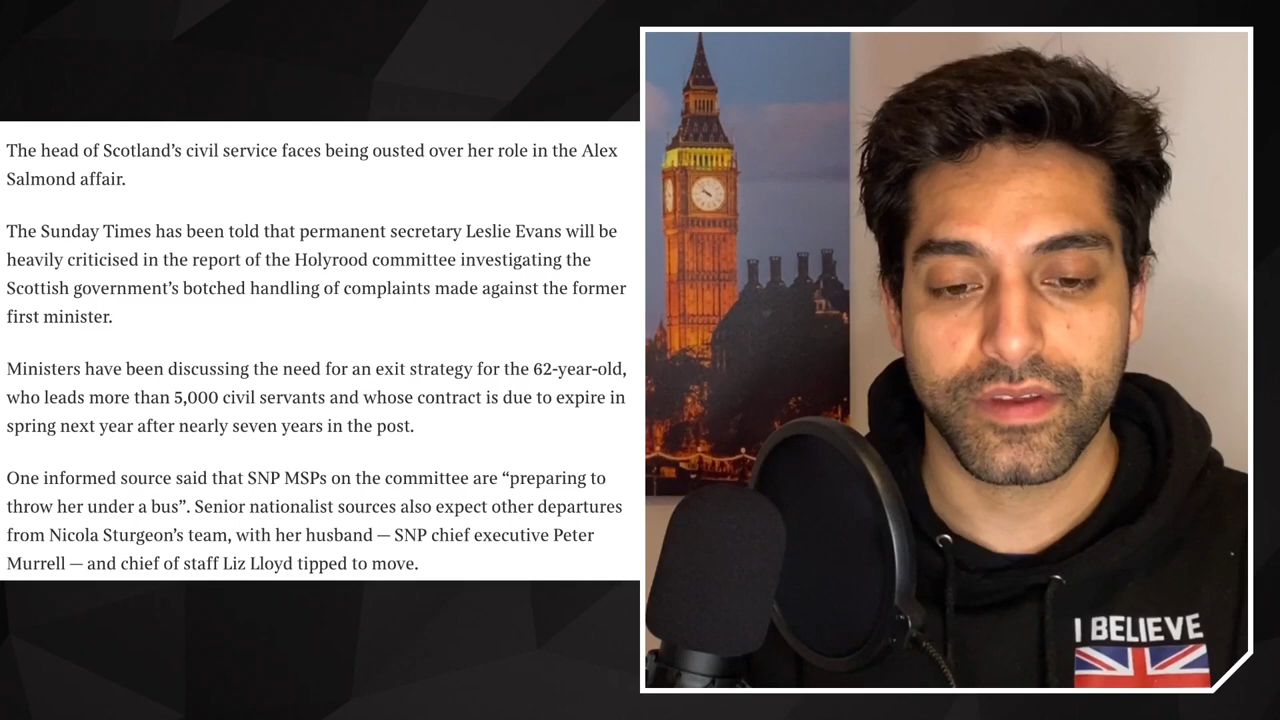 The head of Scotland’s civil service faces being ousted over her role in the Alex
Salmond affair.
The Sunday Times has been told that permanent secretary Leslie Evans will be
heavily criticised in the report of the Holyrood committee investigating the
Scottish government’s botched handling of complaints made against the former
first minister.
Ministers have been discussing the need for an exit strategy for the 62-year-old,
who leads more than 5,000 civil servants and whose contract is due to expire in
spring next year after nearly seven years in the post.
One informed source said that SNP MSPs on the committee are “preparing to
throw her under a bus”. Senior nationalist sources also expect other departures
from Nicola Sturgeon’s team, with her husband — SNP chief executive Peter
Murrell — and chief of staff Liz Lloyd tipped to move.
I BELIEVE